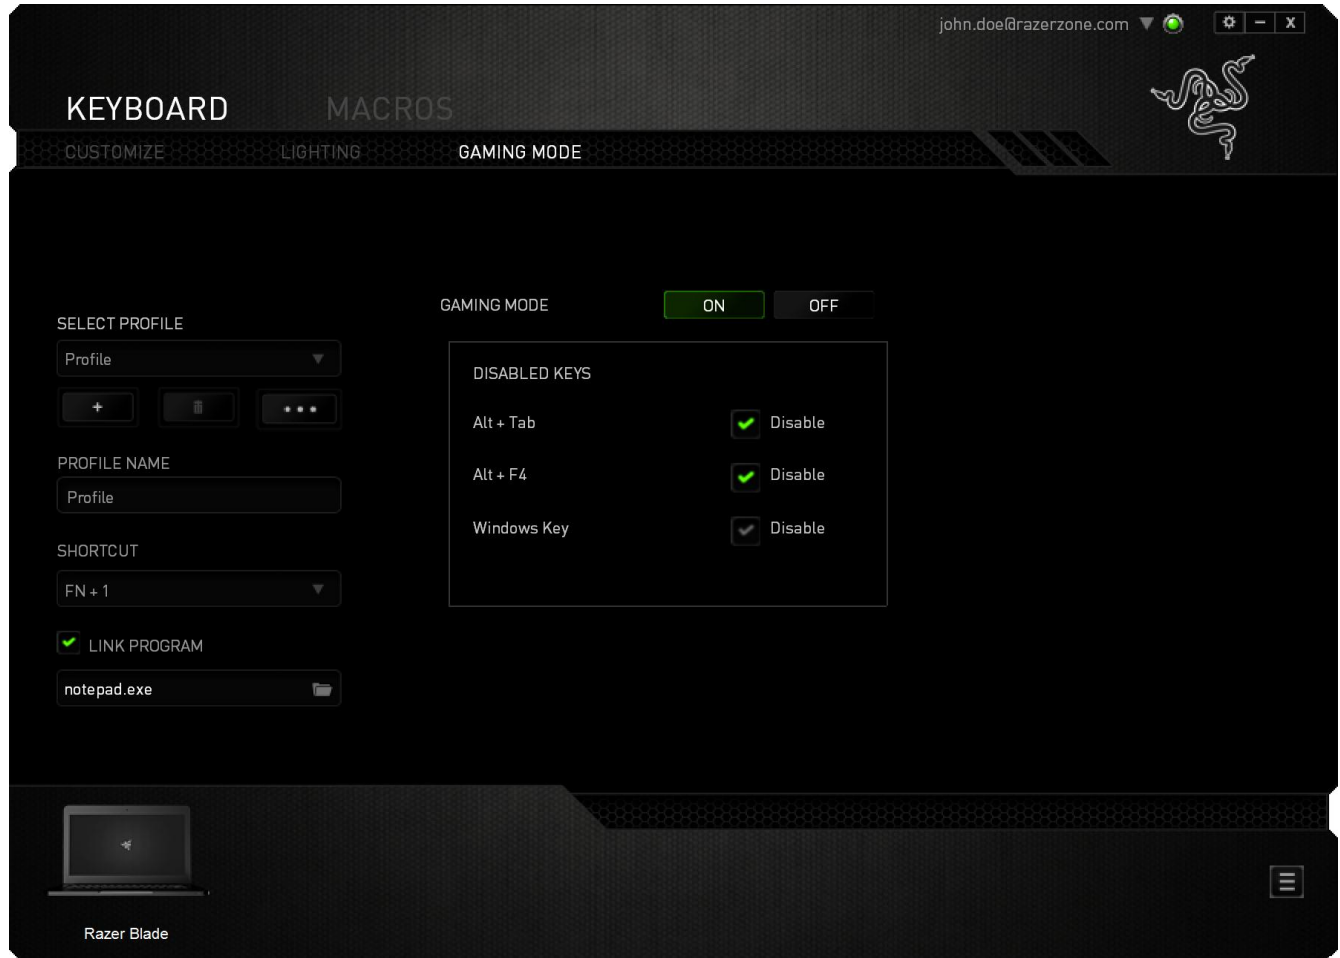 john.doe@razerzone.com
X
KEYBOARD MACROS
CUSTOMIZE LIGHTING GAMING MODE
GAMING MODE ON OFF
SELECT PROFILE
Profile
+
DISABLED KEYS
Alt + Tab Disable
Alt + F4 Disable
Windows Key Disable
PROFILE NAME
Profile
SHORTCUT
FN + 1
LINK PROGRAM
notepad.exe
Razer Blade